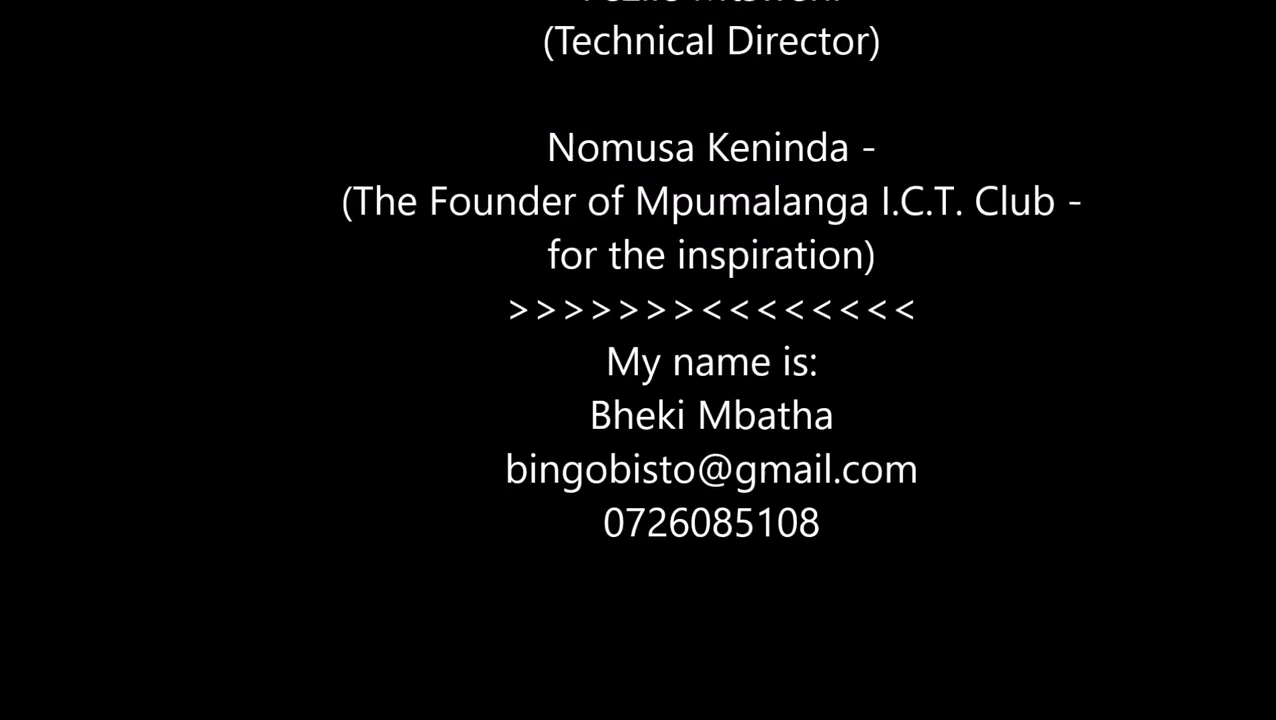 (Technical Director)
Nomusa Keninda -
(The Founder of Mpumalanga I.C.T. Club -
for the inspiration)
>>>>>>><<<<<<<<
My name is:
Bheki Mbatha
bingobisto@gmail.com
0726085108